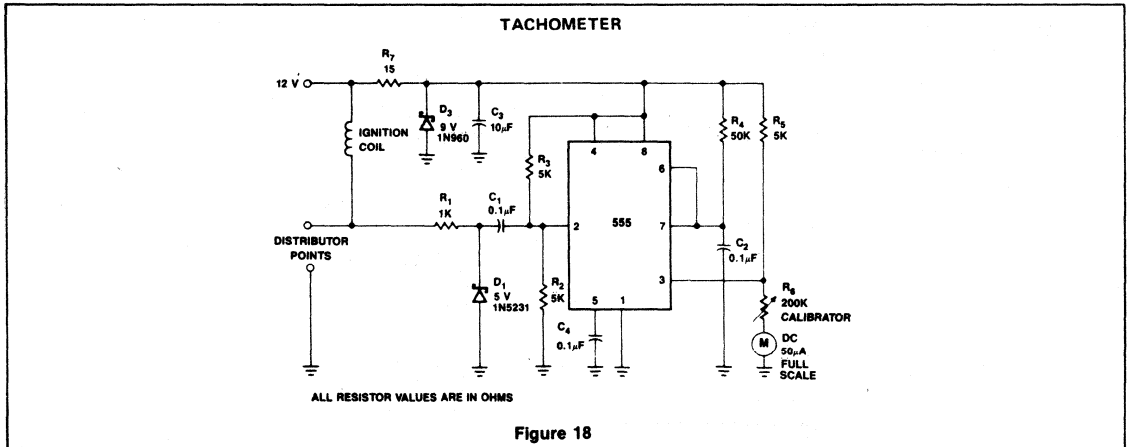 TACHOMETER
R7
15
12 V
D3
9 V
1N960
C3
10μF
R4
50K
R5
5K
IGNITION
COIL
R3
5K
4
8
6
R1
1K
C1
0.1μF
2
555
7
DISTRIBUTOR
POINTS
C2
0.1μF
D1
5 V
1N5231
R2
5K
3
R6
200K
CALIBRATOR
5
1
C4
0.1μF
M
DC
50μA
FULL
SCALE
ALL RESISTOR VALUES ARE IN OHMS
Figure 18